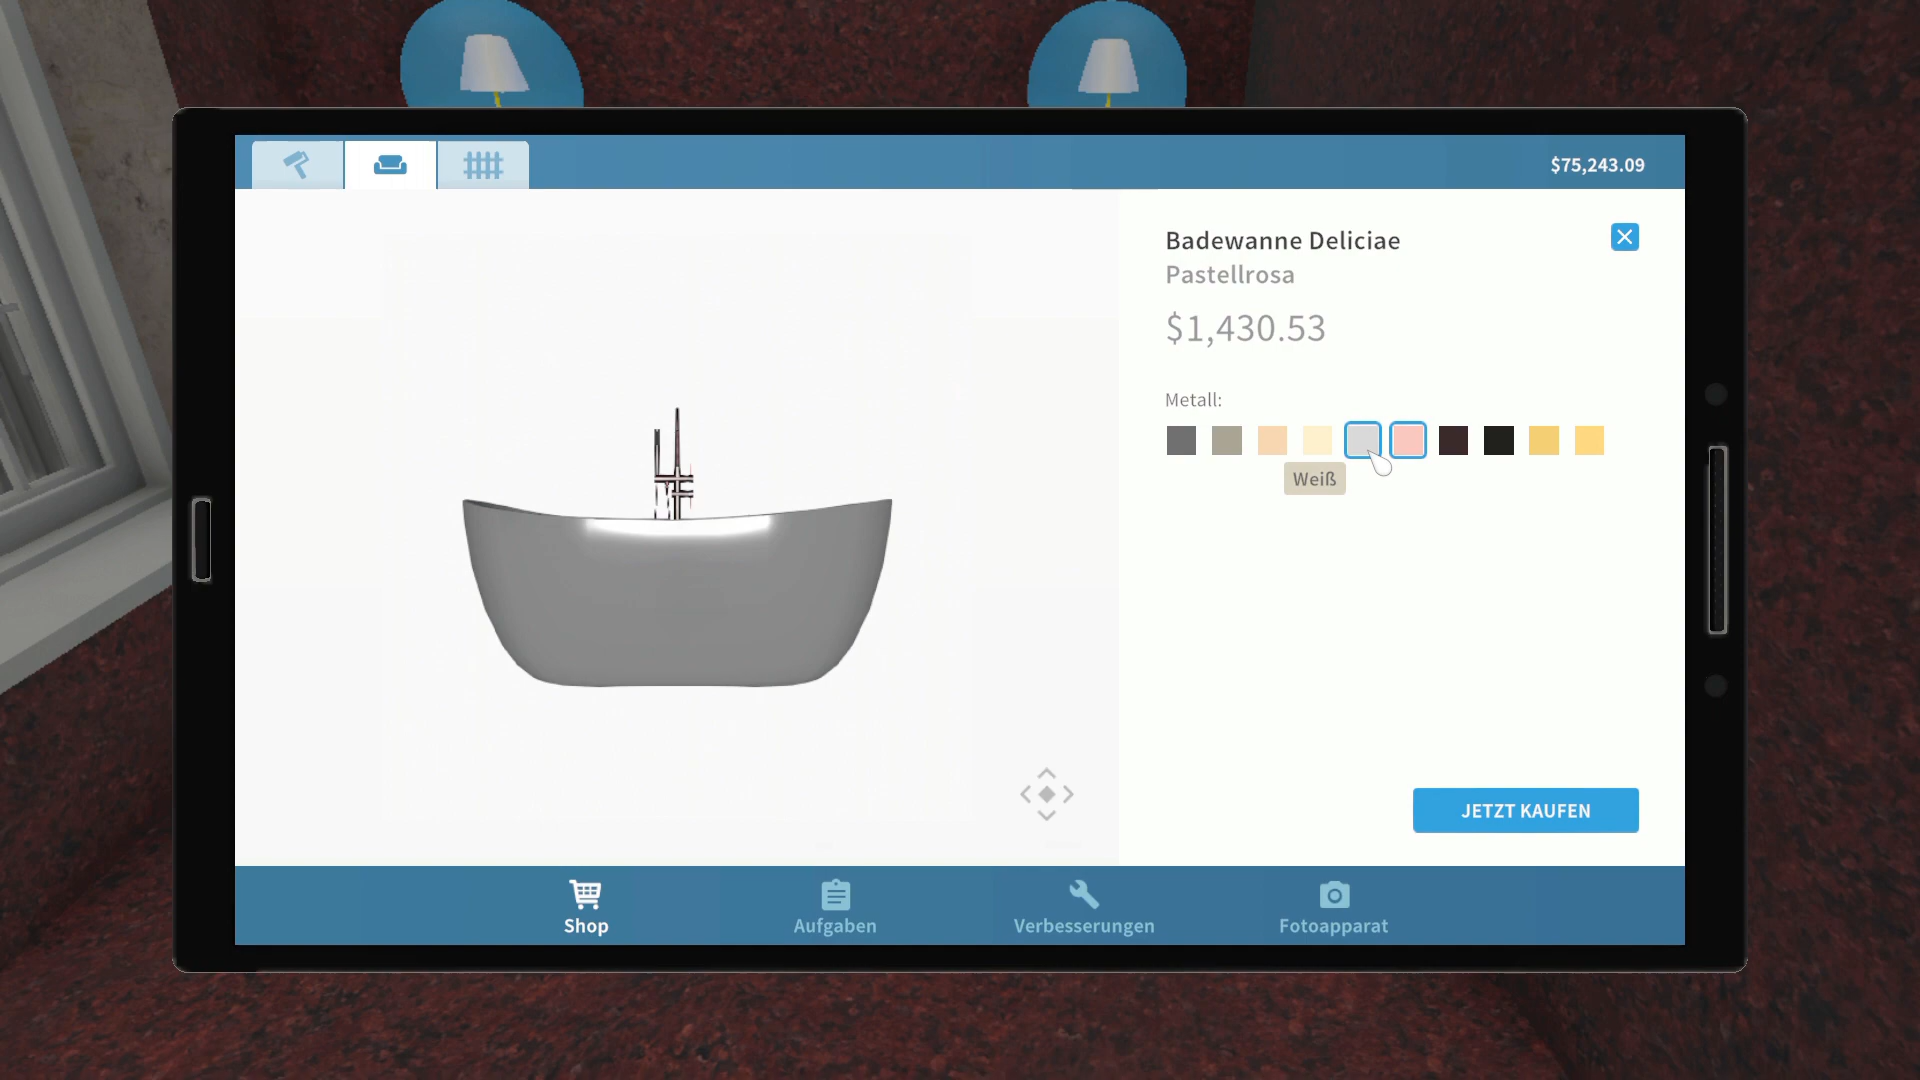 $75,243.09
Badewanne Deliciae
Pastellrosa
$1,430.53
Metall:
Weiß
JETZT KAUFEN
Shop
Aufgaben
Verbesserungen
Fotoapparat